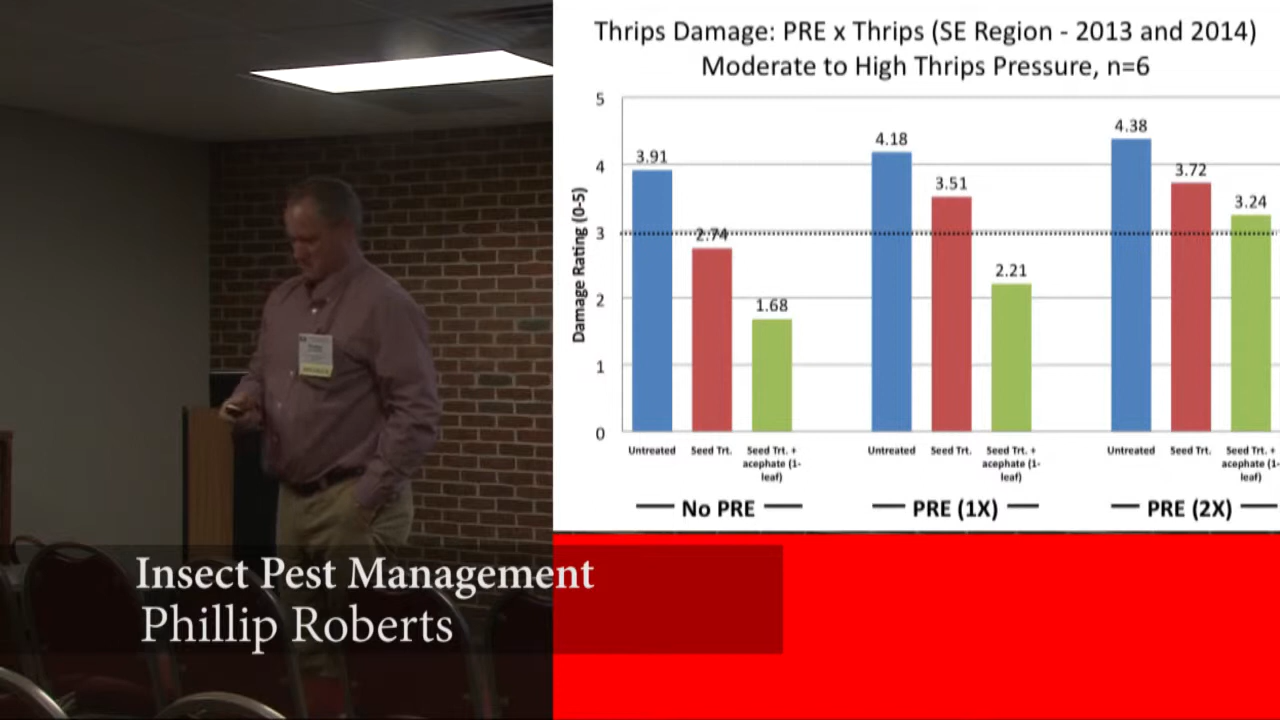 Thrips Damage: PRE x Thrips (SE Region - 2013 and 2014)
Moderate to High Thrips Pressure, n=6
Damage Rating (0-5)
5
4
3
2
1
0
3.91
2.74
1.68
4.18
3.51
2.21
4.38
3.72
3.24
Untreated
Seed Trt.
Seed Trt. +
acephate (1-
leaf)
Untreated
Seed Trt.
Seed Trt. +
acephate (1-
leaf)
Untreated
Seed Trt.
Seed Trt. +
acephate (1-
leaf)
No PRE
PRE (1X)
PRE (2X)
Insect Pest Management
Phillip Roberts